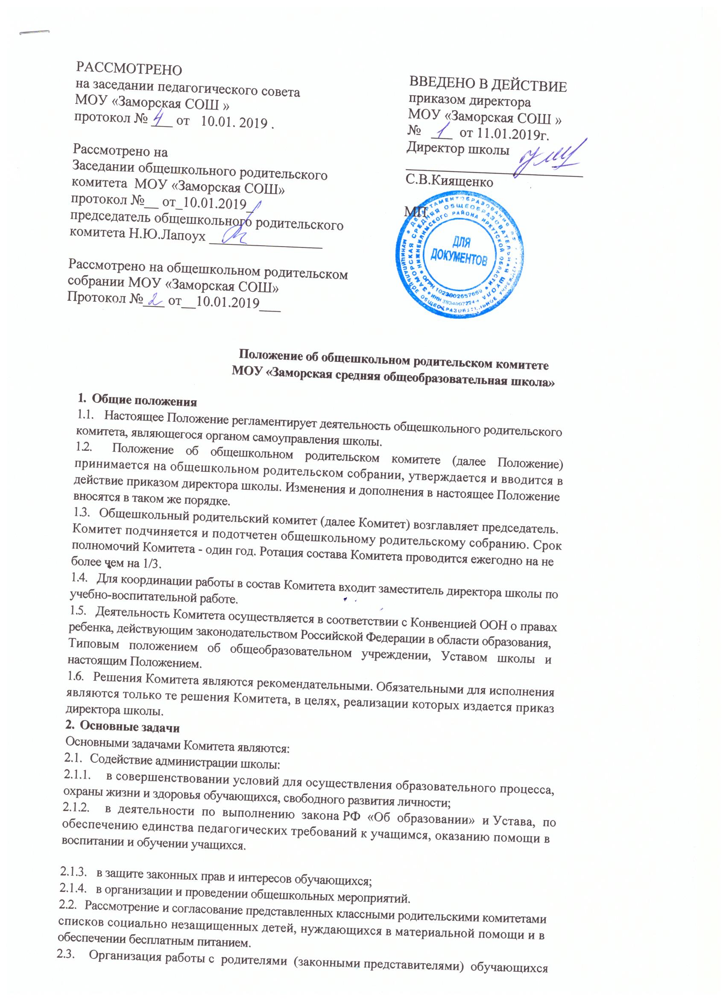 РАССМОТРЕНО
на заседании педагогического совета
МОУ «Заморская СОШ »
протокол № 4 от 10.01. 2019 .
Рассмотрено на
Заседании общешкольного родительского
комитета МОУ «Заморская СОШ»
протокол №__ от_10.01.2019_
председатель общешкольного родительского
комитета Н.Ю.Лапоух ________________
Рассмотрено на общешкольном родительском
собрании МОУ «Заморская СОШ»
Протокол №_2_ от__10.01.2019___
ВВЕДЕНО В ДЕЙСТВИЕ
приказом директора
МОУ «Заморская СОШ »
№ 1 от 11.01.2019г.
Директор школы
_________________________
С.В.Киященко
МП
ДЛЯ
ДОКУМЕНТОВ
ЗАМОРСКАЯ СРЕДНЯЯ ОБЩЕОБРАЗОВАТЕЛЬНАЯ ШКОЛА
НИЖНЕИЛИМСКОГО РАЙОНА ИРКУТСКОЙ ОБЛАСТИ
ОГРН 1023802657669
ИНН 3834007224
Положение об общешкольном родительском комитете
МОУ «Заморская средняя общеобразовательная школа»
1. Общие положения
1.1. Настоящее Положение регламентирует деятельность общешкольного родительского
комитета, являющегося органом самоуправления школы.
1.2. Положение об общешкольном родительском комитете (далее Положение)
принимается на общешкольном родительском собрании, утверждается и вводится в
действие приказом директора школы. Изменения и дополнения в настоящее Положение
вносятся в таком же порядке.
1.3. Общешкольный родительский комитет (далее Комитет) возглавляет председатель.
Комитет подчиняется и подотчетен общешкольному родительскому собранию. Срок
полномочий Комитета - один год. Ротация состава Комитета проводится ежегодно на не
более чем на 1/3.
1.4. Для координации работы в состав Комитета входит заместитель директора школы по
учебно-воспитательной работе.
1.5. Деятельность Комитета осуществляется в соответствии с Конвенцией ООН о правах
ребенка, действующим законодательством Российской Федерации в области образования,
Типовым положением об общеобразовательном учреждении, Уставом школы и
настоящим Положением.
1.6. Решения Комитета являются рекомендательными. Обязательными для исполнения
являются только те решения Комитета, в целях, реализации которых издается приказ
директора школы.
2. Основные задачи
Основными задачами Комитета являются:
2.1. Содействие администрации школы:
2.1.1. в совершенствовании условий для осуществления образовательного процесса,
охраны жизни и здоровья обучающихся, свободного развития личности;
2.1.2. в деятельности по выполнению закона РФ «Об образовании» и Устава, по
обеспечению единства педагогических требований к учащимся, оказанию помощи в
воспитании и обучении учащихся.
2.1.3. в защите законных прав и интересов обучающихся;
2.1.4. в организации и проведении общешкольных мероприятий.
2.2. Рассмотрение и согласование представленных классными родительскими комитетами
списков социально незащищенных детей, нуждающихся в материальной помощи и в
обеспечении бесплатным питанием.
2.3. Организация работы с родителями (законными представителями) обучающихся